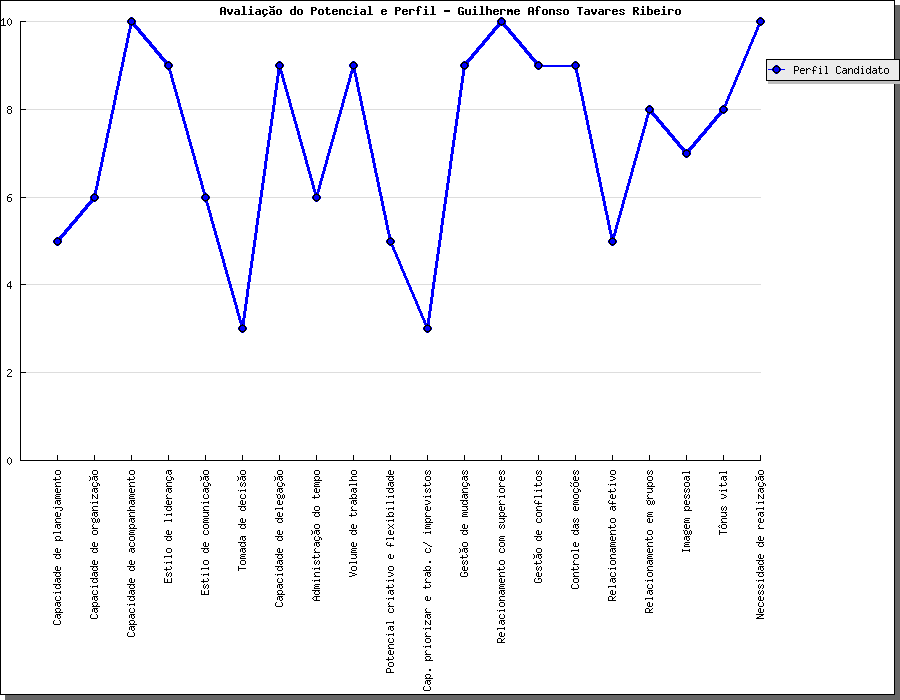 Avaliação do Potencial e Perfil - Guilherme Afonso Tavares Ribeiro
10
8
6
4
2
0
Perfil Candidato
Capacidade de planejamento
Capacidade de organização
Capacidade de acompanhamento
Estilo de liderança
Estilo de comunicação
Tomada de decisão
Capacidade de delegação
Administração do tempo
Volume de trabalho
Potencial criativo e flexibilidade
Cap. priorizar e trab. c/ imprevistos
Gestão de mudanças
Relacionamento com superiores
Gestão de conflitos
Controle das emoções
Relacionamento afetivo
Relacionamento em grupos
Imagem pessoal
Tônus vital
Necessidade de realização